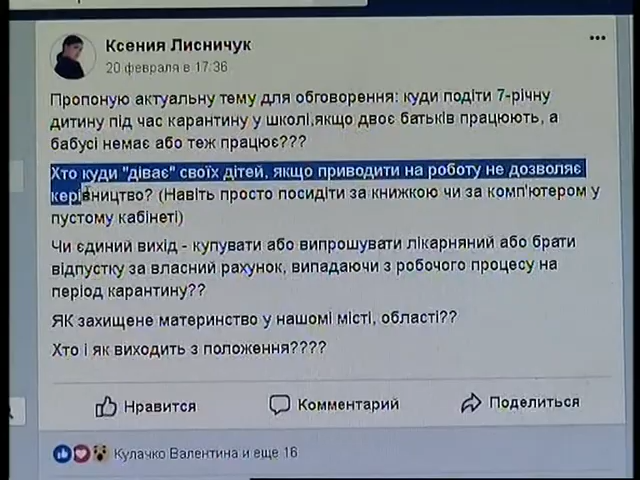 Ксения Лисничук
20 февраля в 17:36
Пропоную актуальну тему для обговорення: куди подіти 7-річну
дитину під час карантину у школі,якщо двоє батьків працюють, а
бабусі немає або теж працює???
Хто куди "діває" своїх дітей, якщо приводити на роботу не дозволяє
керівництво? (Навіть просто посидіти за книжкою чи за комп'ютером у
пустому кабінеті)
Чи єдиний вихід - купувати або випрошувати лікарняний або брати
відпустку за власний рахунок, випадаючи з робочого процесу на
період карантину??
ЯК захищене материнство у нашомі місті, області??
Хто і як виходить з положення????
Нравится Комментарий Поделиться
Кулачко Валентина и еще 16